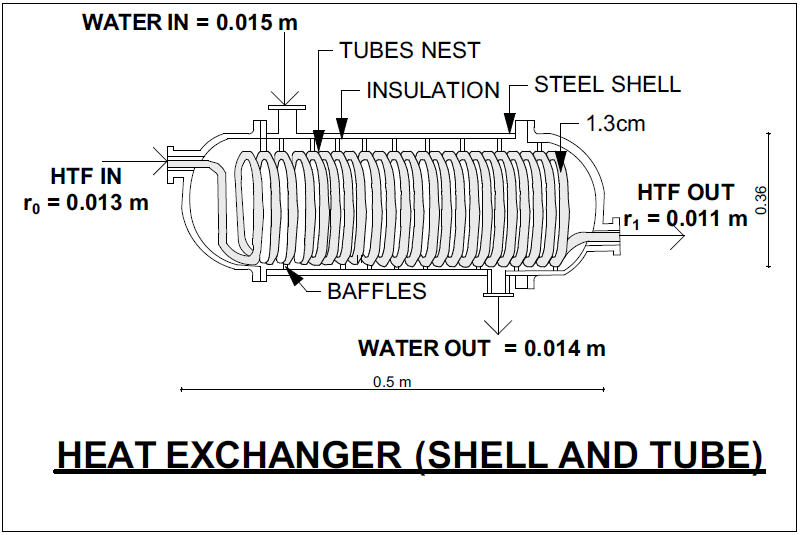 WATER IN = 0.015 m
TUBES NEST
INSULATION
STEEL SHELL
1.3cm
HTF IN
r₀ = 0.013 m
HTF OUT
r₁ = 0.011 m
0.36
BAFFLES
WATER OUT = 0.014 m
0.5 m
HEAT EXCHANGER (SHELL AND TUBE)